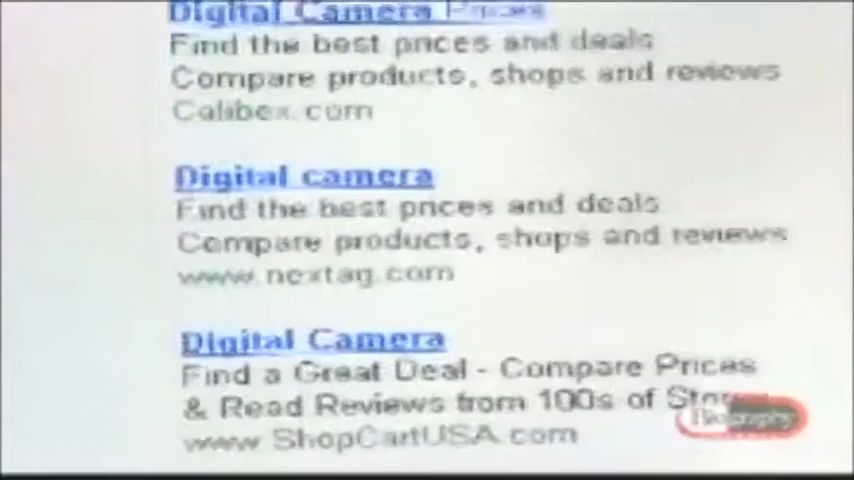 Digital Camera Prices
Find the best prices and deals
Compare products, shops and reviews
Calibex.com
Digital camera
Find the best prices and deals
Compare products, shops and reviews
www.nextag.com
Digital Camera
Find a Great Deal - Compare Prices
& Read Reviews from 100s of Stores
www.ShopCartUSA.com
Biography